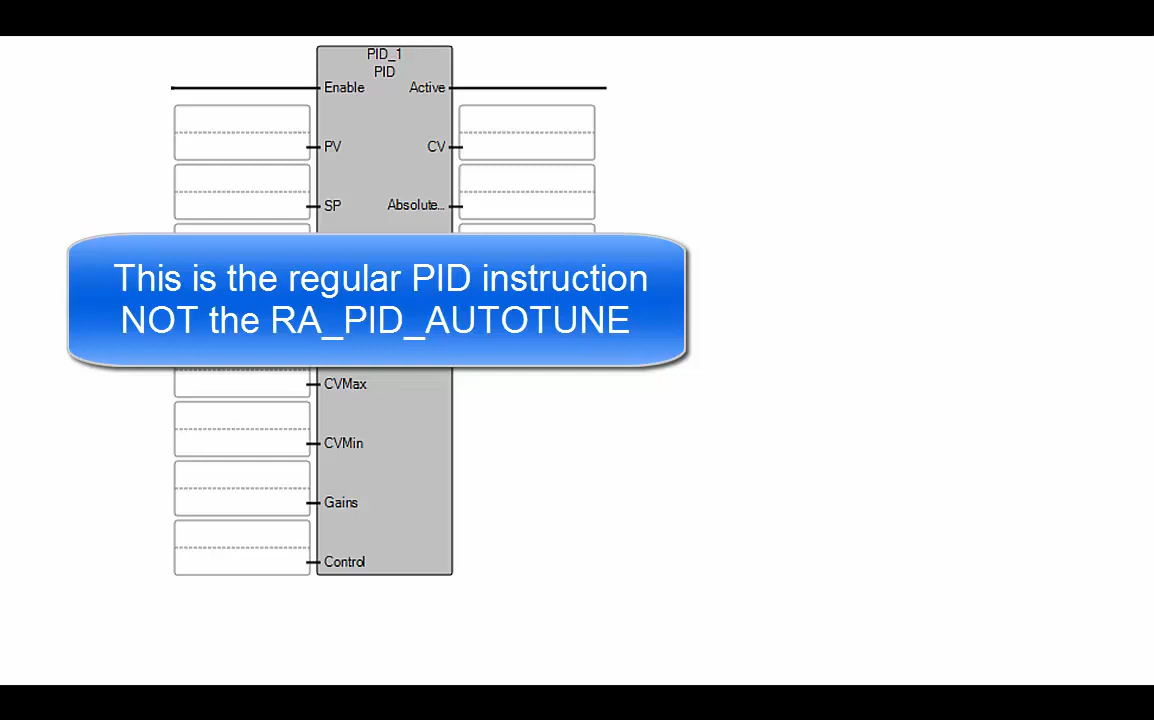 PID_1
PID
Enable Active
PV CV
SP Absolute...
This is the regular PID instruction
NOT the RA_PID_AUTOTUNE
CVMax
CVMin
Gains
Control